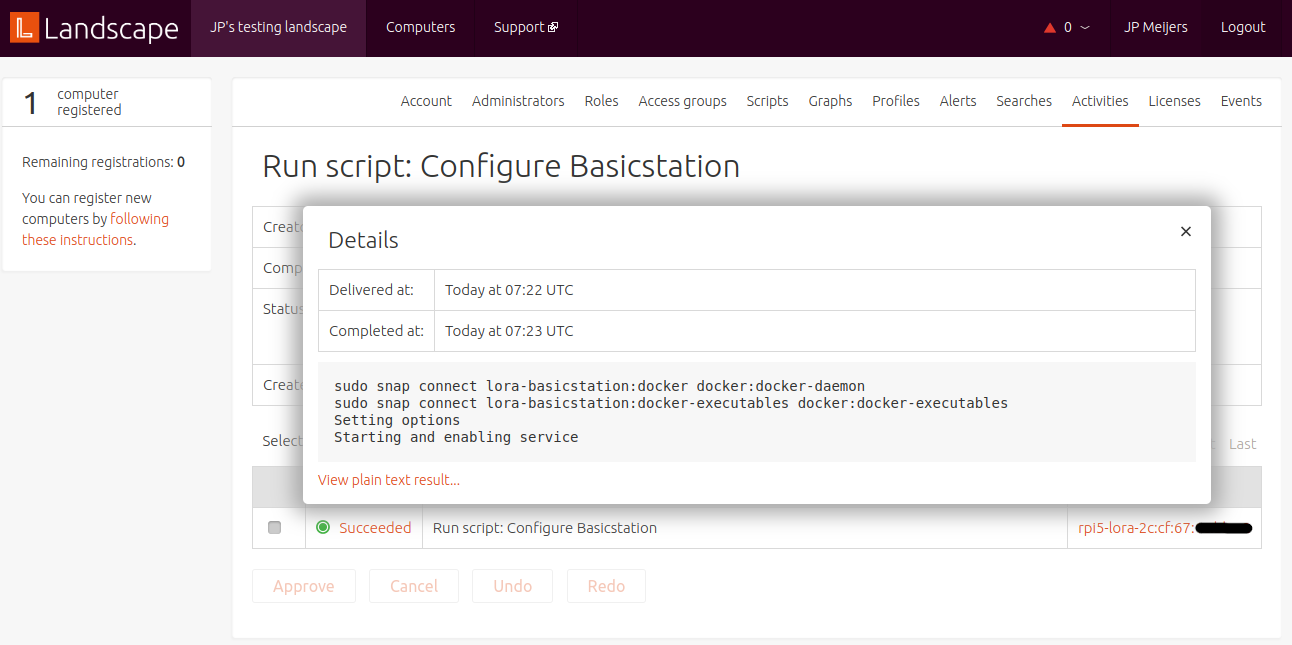 Landscape
JP's testing landscape
Computers
Support
0
JP Meijers
Logout
1
computer
registered
Remaining registrations: 0
You can register new
computers by following
these instructions.
Account
Administrators
Roles
Access groups
Scripts
Graphs
Profiles
Alerts
Searches
Activities
Licenses
Events
Run script: Configure Basicstation
Details
Delivered at:
Today at 07:22 UTC
Completed at:
Today at 07:23 UTC
sudo snap connect lora-basicstation:docker docker:docker-daemon
sudo snap connect lora-basicstation:docker-executables docker:docker-executables
Setting options
Starting and enabling service
View plain text result...
Status
Select
Last
Succeeded
Run script: Configure Basicstation
rpi5-lora-2c:cf:67:
Approve
Cancel
Undo
Redo